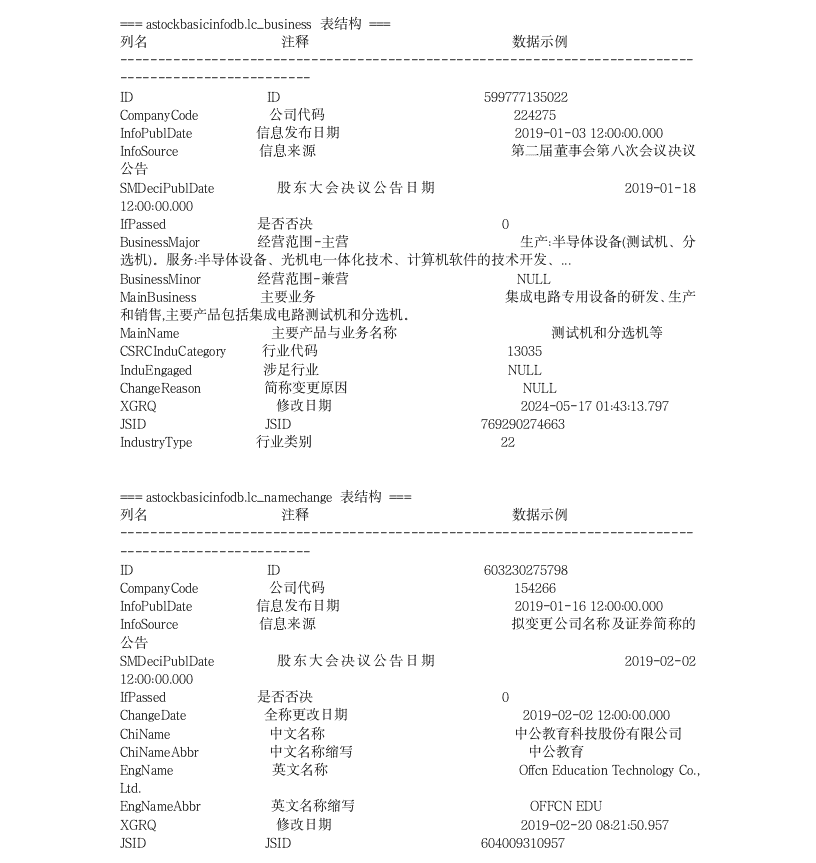 === astockbasicinfodb.lc_business 表结构 ===
列名 注释 数据示例
---------------------------------------------------------------------------
-------------------------
ID ID 599777135022
CompanyCode 公司代码 224275
InfoPublDate 信息发布日期 2019-01-03 12:00:00.000
InfoSource 信息来源 第二届董事会第八次会议决议
公告
SMDeciPublDate 股东大会决议公告日期 2019-01-18
12:00:00.000
IfPassed 是否否决 0
BusinessMajor 经营范围-主营 生产:半导体设备(测试机、分
选机)。服务:半导体设备、光机电一体化技术、计算机软件的技术开发、...
BusinessMinor 经营范围-兼营 NULL
MainBusiness 主要业务 集成电路专用设备的研发、生产
和销售,主要产品包括集成电路测试机和分选机。
MainName 主要产品与业务名称 测试机和分选机等
CSRCInduCategory 行业代码 13035
InduEngaged 涉足行业 NULL
ChangeReason 简称变更原因 NULL
XGRQ 修改日期 2024-05-17 01:43:13.797
JSID JSID 769290274663
IndustryType 行业类别 22
=== astockbasicinfodb.lc_namechange 表结构 ===
列名 注释 数据示例
---------------------------------------------------------------------------
-------------------------
ID ID 603230275798
CompanyCode 公司代码 154266
InfoPublDate 信息发布日期 2019-01-16 12:00:00.000
InfoSource 信息来源 拟变更公司名称及证券简称的
公告
SMDeciPublDate 股东大会决议公告日期 2019-02-02
12:00:00.000
IfPassed 是否否决 0
ChangeDate 全称更改日期 2019-02-02 12:00:00.000
ChiName 中文名称 中公教育科技股份有限公司
ChiNameAbbr 中文名称缩写 中公教育
EngName 英文名称 Offcn Education Technology Co.,
Ltd.
EngNameAbbr 英文名称缩写 OFFCN EDU
XGRQ 修改日期 2019-02-20 08:21:50.957
JSID JSID 604009310957